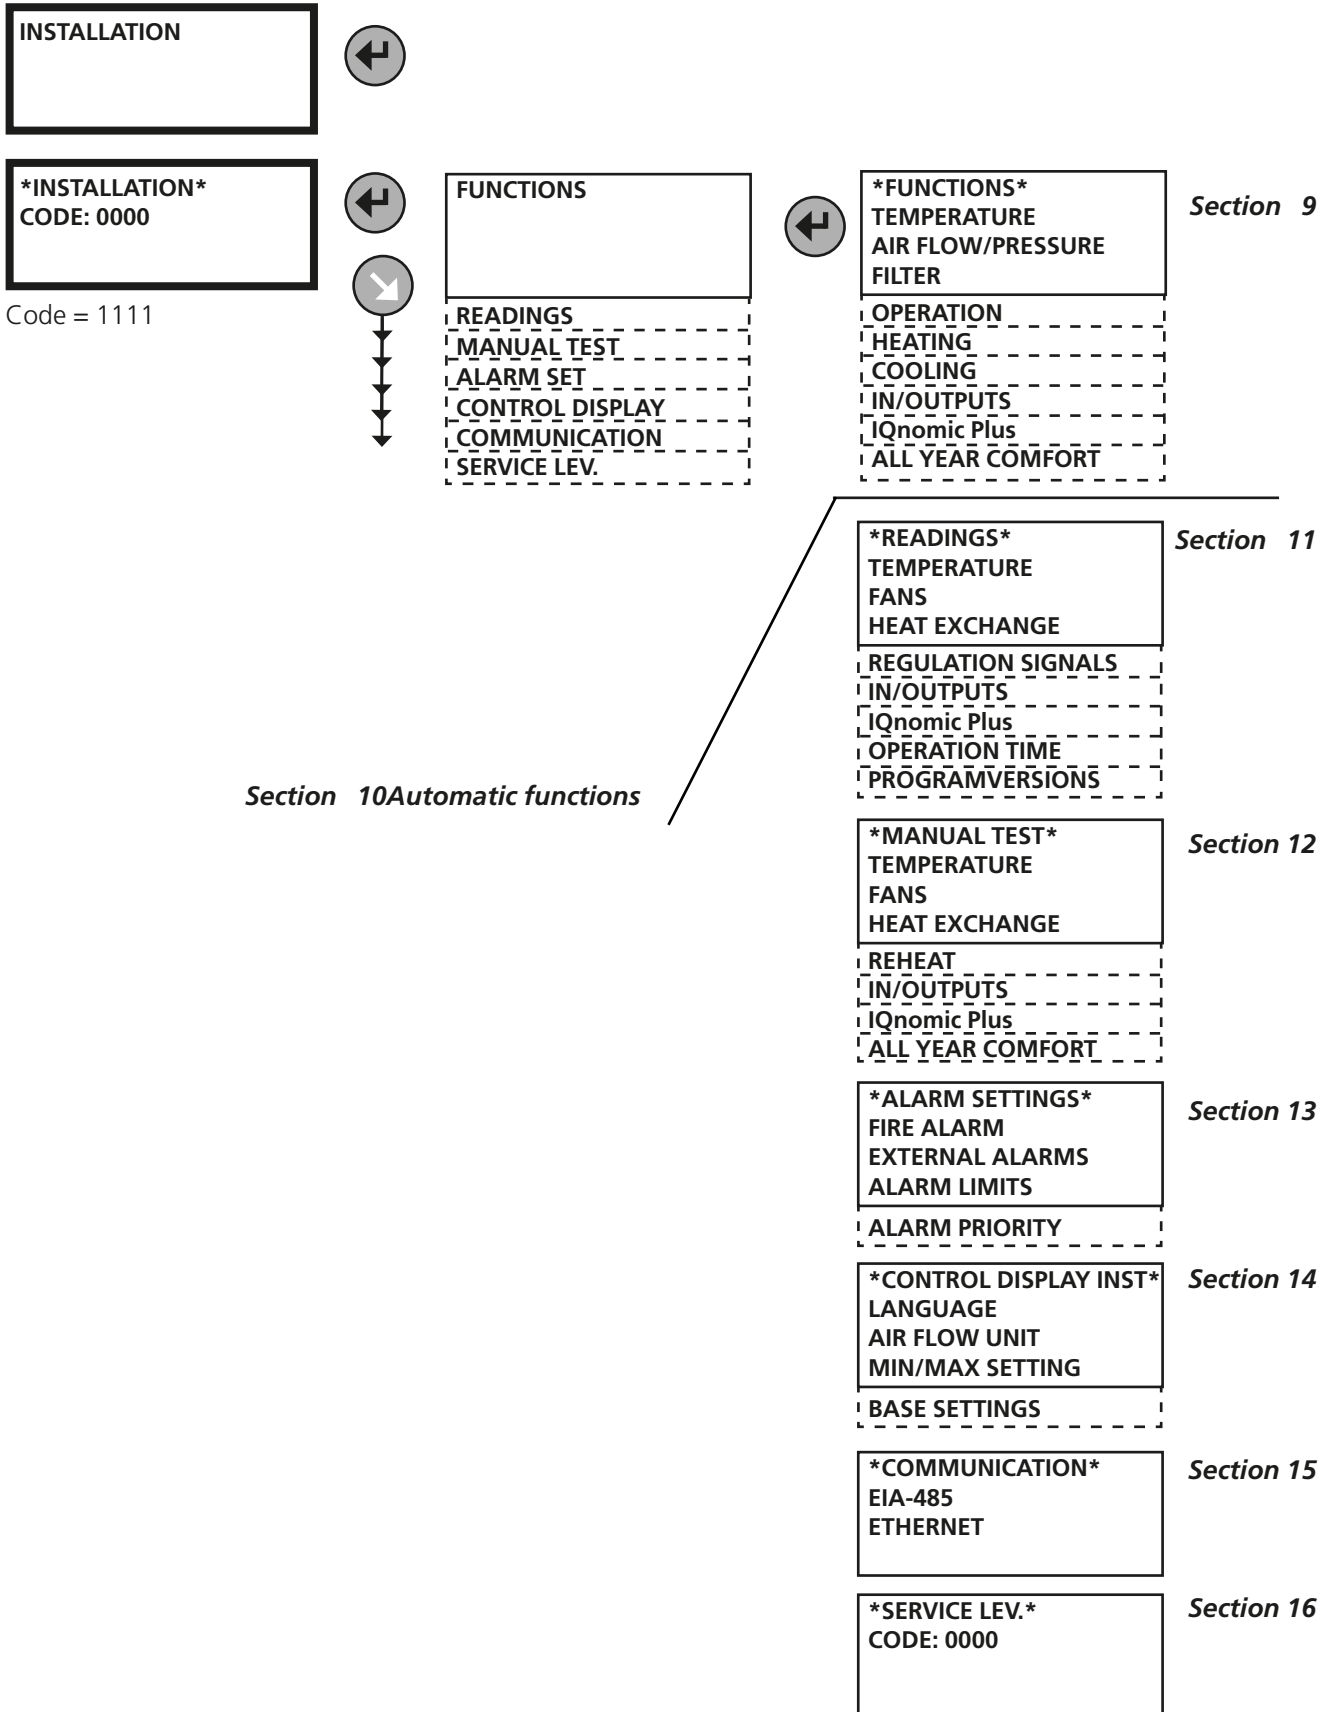 INSTALLATION
*INSTALLATION*
CODE: 0000
Code = 1111
FUNCTIONS
READINGS
MANUAL TEST
ALARM SET
CONTROL DISPLAY
COMMUNICATION
SERVICE LEV.
*FUNCTIONS*
TEMPERATURE
AIR FLOW/PRESSURE
FILTER
OPERATION
HEATING
COOLING
IN/OUTPUTS
IQnomic Plus
ALL YEAR COMFORT
Section 9
Section 10Automatic functions
*READINGS*
TEMPERATURE
FANS
HEAT EXCHANGE
REGULATION SIGNALS
IN/OUTPUTS
IQnomic Plus
OPERATION TIME
PROGRAMVERSIONS
Section 11
*MANUAL TEST*
TEMPERATURE
FANS
HEAT EXCHANGE
REHEAT
IN/OUTPUTS
IQnomic Plus
ALL YEAR COMFORT
Section 12
*ALARM SETTINGS*
FIRE ALARM
EXTERNAL ALARMS
ALARM LIMITS
ALARM PRIORITY
Section 13
*CONTROL DISPLAY INST*
LANGUAGE
AIR FLOW UNIT
MIN/MAX SETTING
BASE SETTINGS
Section 14
*COMMUNICATION*
EIA-485
ETHERNET
Section 15
*SERVICE LEV.*
CODE: 0000
Section 16